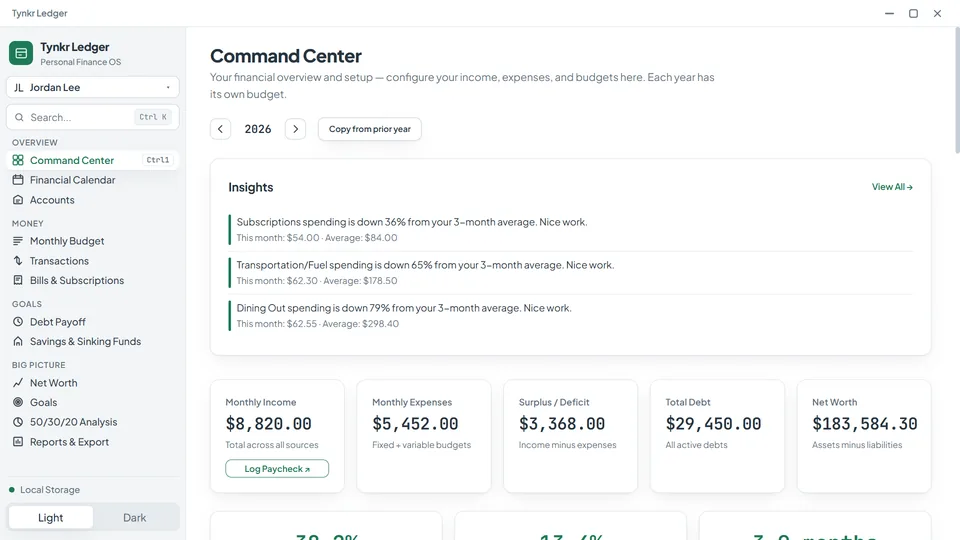 Tynkr Ledger
Tynkr Ledger
Personal Finance OS
JL Jordan Lee
Search... Ctrl K
OVERVIEW
Command Center Ctrl1
Financial Calendar
Accounts
MONEY
Monthly Budget
Transactions
Bills & Subscriptions
GOALS
Debt Payoff
Savings & Sinking Funds
BIG PICTURE
Net Worth
Goals
50/30/20 Analysis
Reports & Export
Local Storage
Light Dark
Command Center
Your financial overview and setup — configure your income, expenses, and budgets here. Each year has
its own budget.
2026 Copy from prior year
Insights View All →
Subscriptions spending is down 36% from your 3-month average. Nice work.
This month: $54.00 · Average: $84.00
Transportation/Fuel spending is down 65% from your 3-month average. Nice work.
This month: $62.30 · Average: $178.50
Dining Out spending is down 79% from your 3-month average. Nice work.
This month: $62.55 · Average: $298.40
Monthly Income
$8,820.00
Total across all sources
Log Paycheck ↗
Monthly Expenses
$5,452.00
Fixed + variable budgets
Surplus / Deficit
$3,368.00
Income minus expenses
Total Debt
$29,450.00
All active debts
Net Worth
$183,584.30
Assets minus liabilities